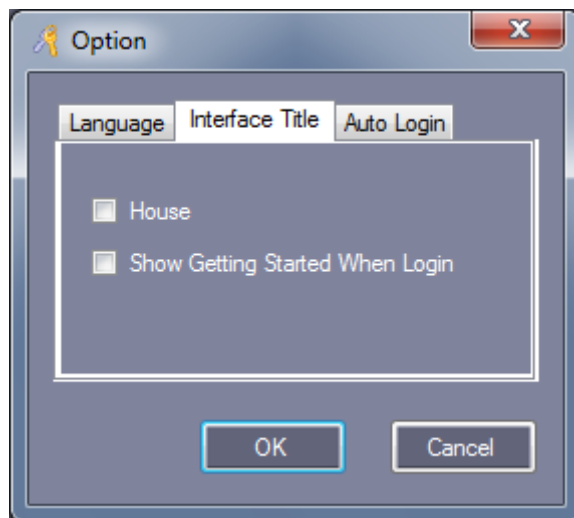 Option
Language Interface Title Auto Login
House
Show Getting Started When Login
OK Cancel